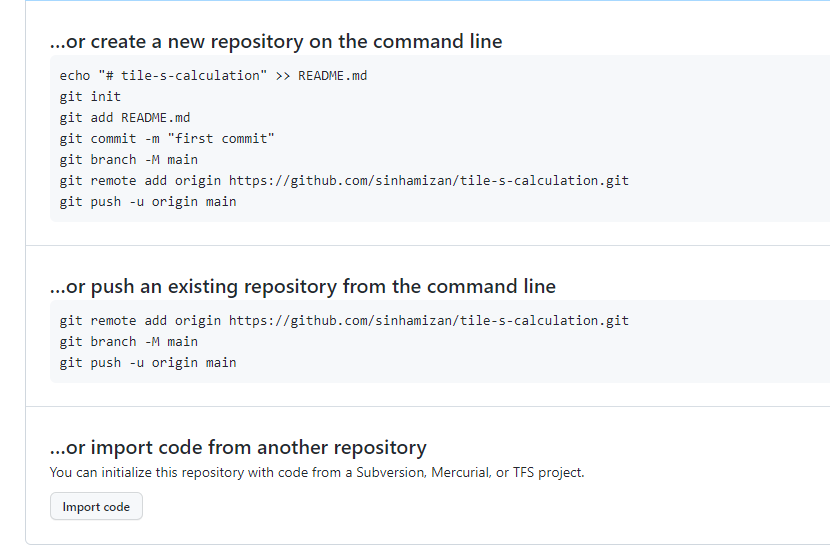 ...or create a new repository on the command line
echo "# tile-s-calculation" >> README.md
git init
git add README.md
git commit -m "first commit"
git branch -M main
git remote add origin https://github.com/sinhamizan/tile-s-calculation.git
git push -u origin main
...or push an existing repository from the command line
git remote add origin https://github.com/sinhamizan/tile-s-calculation.git
git branch -M main
git push -u origin main
...or import code from another repository
You can initialize this repository with code from a Subversion, Mercurial, or TFS project.
Import code